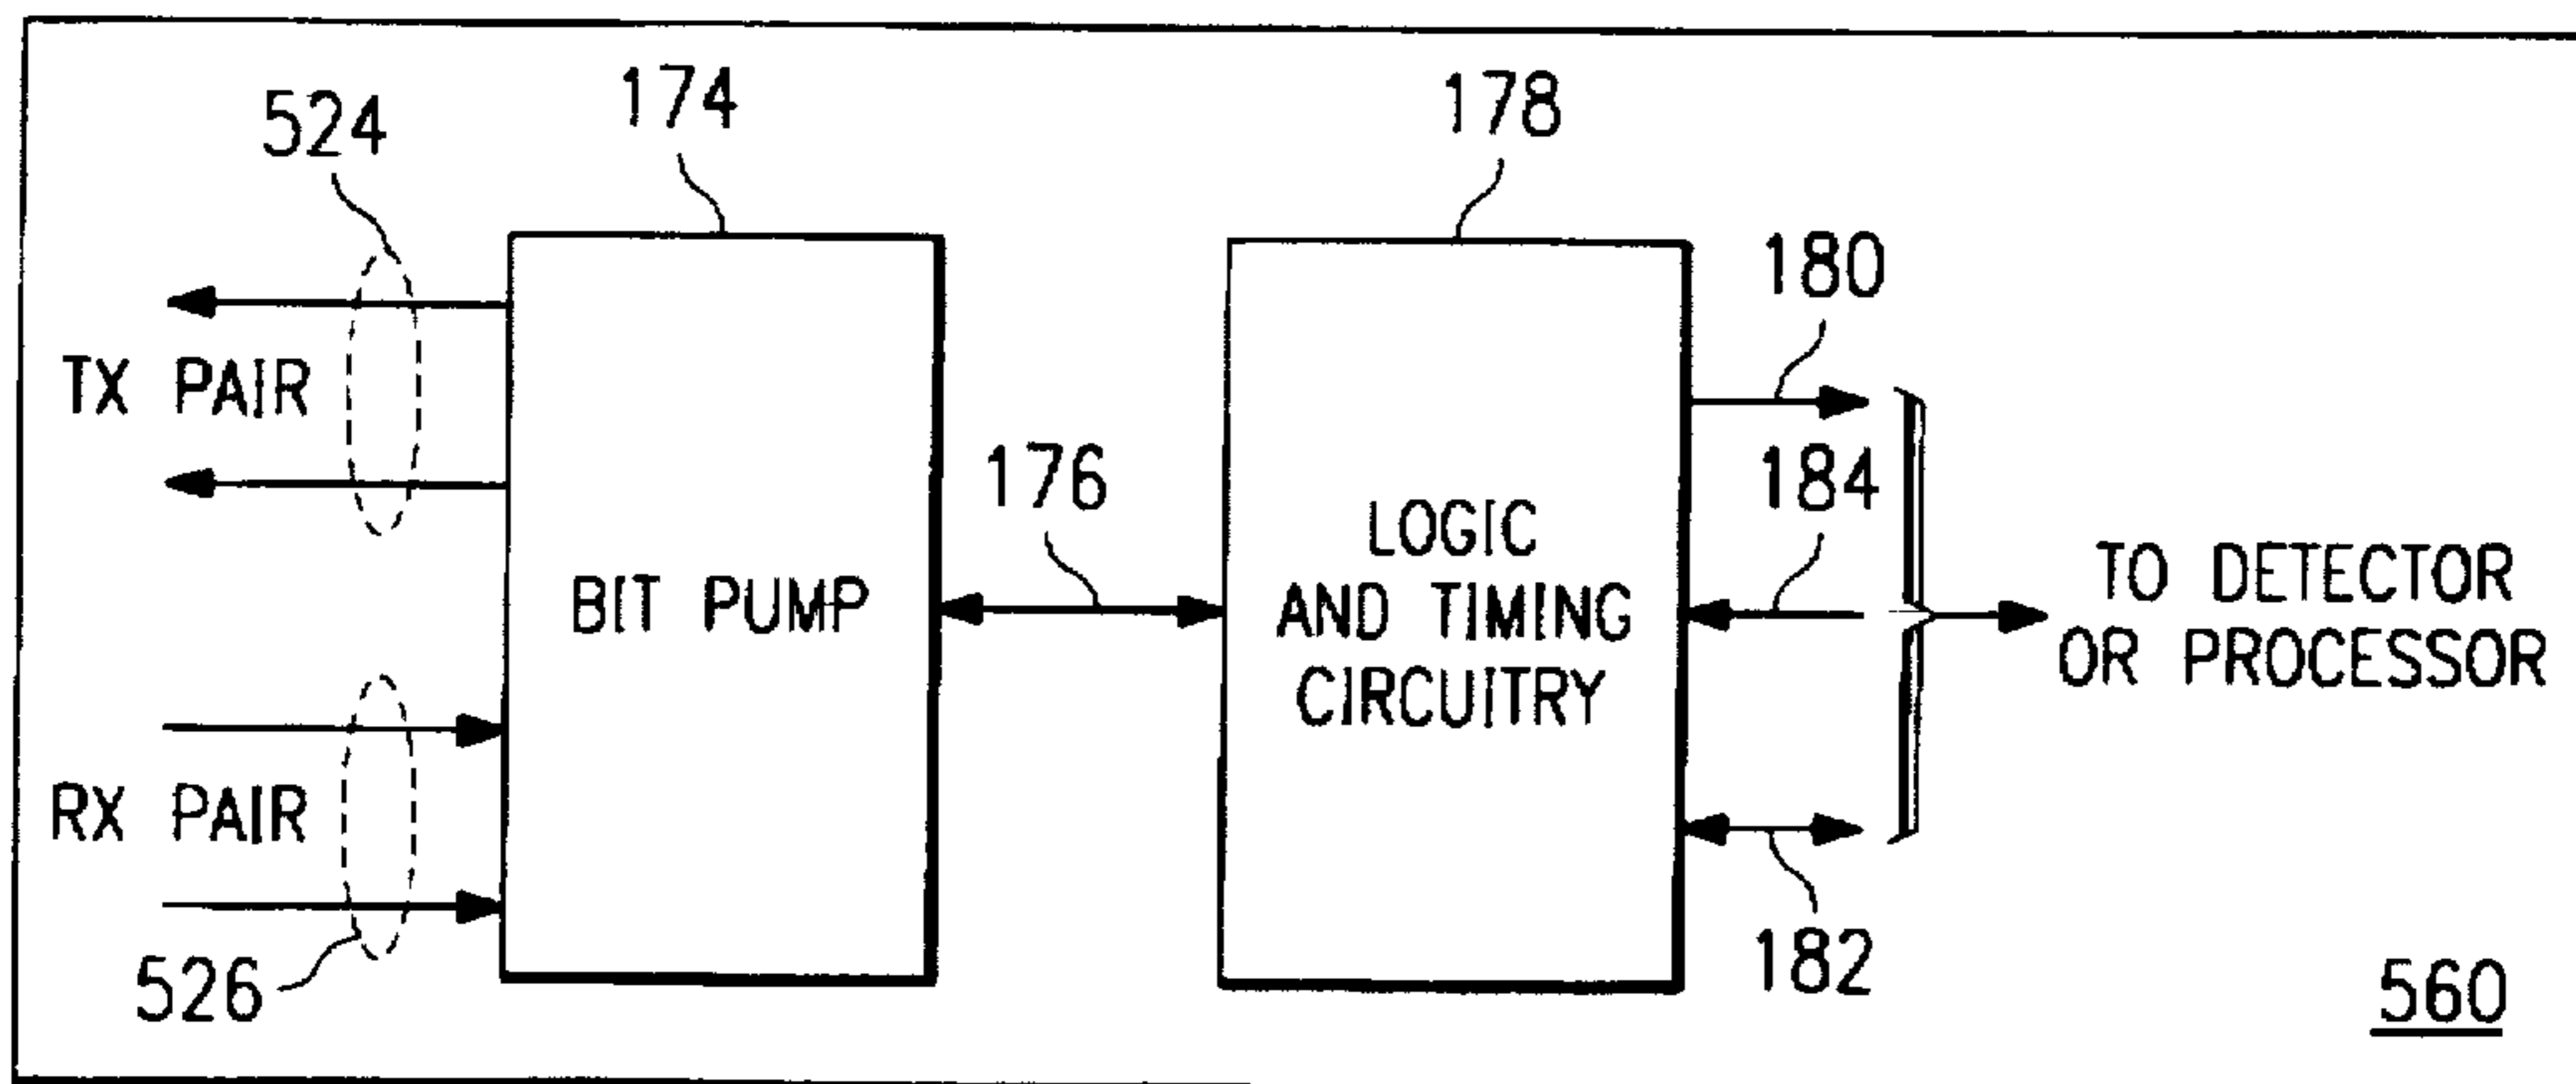 524
174
178
180
TX PAIR
176
184
BIT PUMP
LOGIC
AND TIMING
CIRCUITRY
TO DETECTOR
OR PROCESSOR
RX PAIR
526
182
560